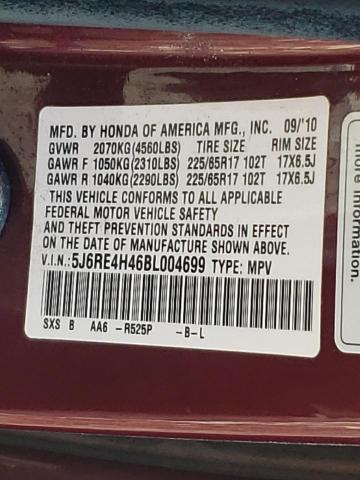 MFD. BY HONDA OF AMERICA MFG., INC. 09/'10
GVWR 2070KG(4560LBS) TIRE SIZE RIM SIZE
GAWR F 1050KG(2310LBS) 225/65R17 102T 17X6.5J
GAWR R 1040KG(2290LBS) 225/65R17 102T 17X6.5J
THIS VEHICLE CONFORMS TO ALL APPLICABLE
FEDERAL MOTOR VEHICLE SAFETY
AND THEFT PREVENTION STANDARDS IN EFFECT
ON THE DATE OF MANUFACTURE SHOWN ABOVE.
V.I.N.:5J6RE4H46BL004699 TYPE: MPV
SXS B AA6 -R525P -B-L
more information.